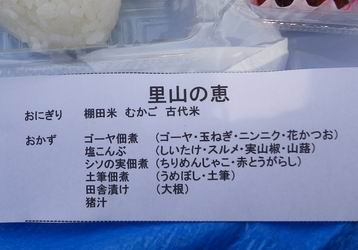 里山の恵
おにぎり 棚田米 むかご 古代米
おかず ゴーヤ佃煮 (ゴーヤ・玉ねぎ・ニンニク・花かつお)
塩こんぶ (しいたけ・スルメ・実山椒・山蕗)
シソの実佃煮 (ちりめんじゃこ・赤とうがらし)
土筆佃煮 (うめぼし・土筆)
田舎漬け (大根)
猪汁